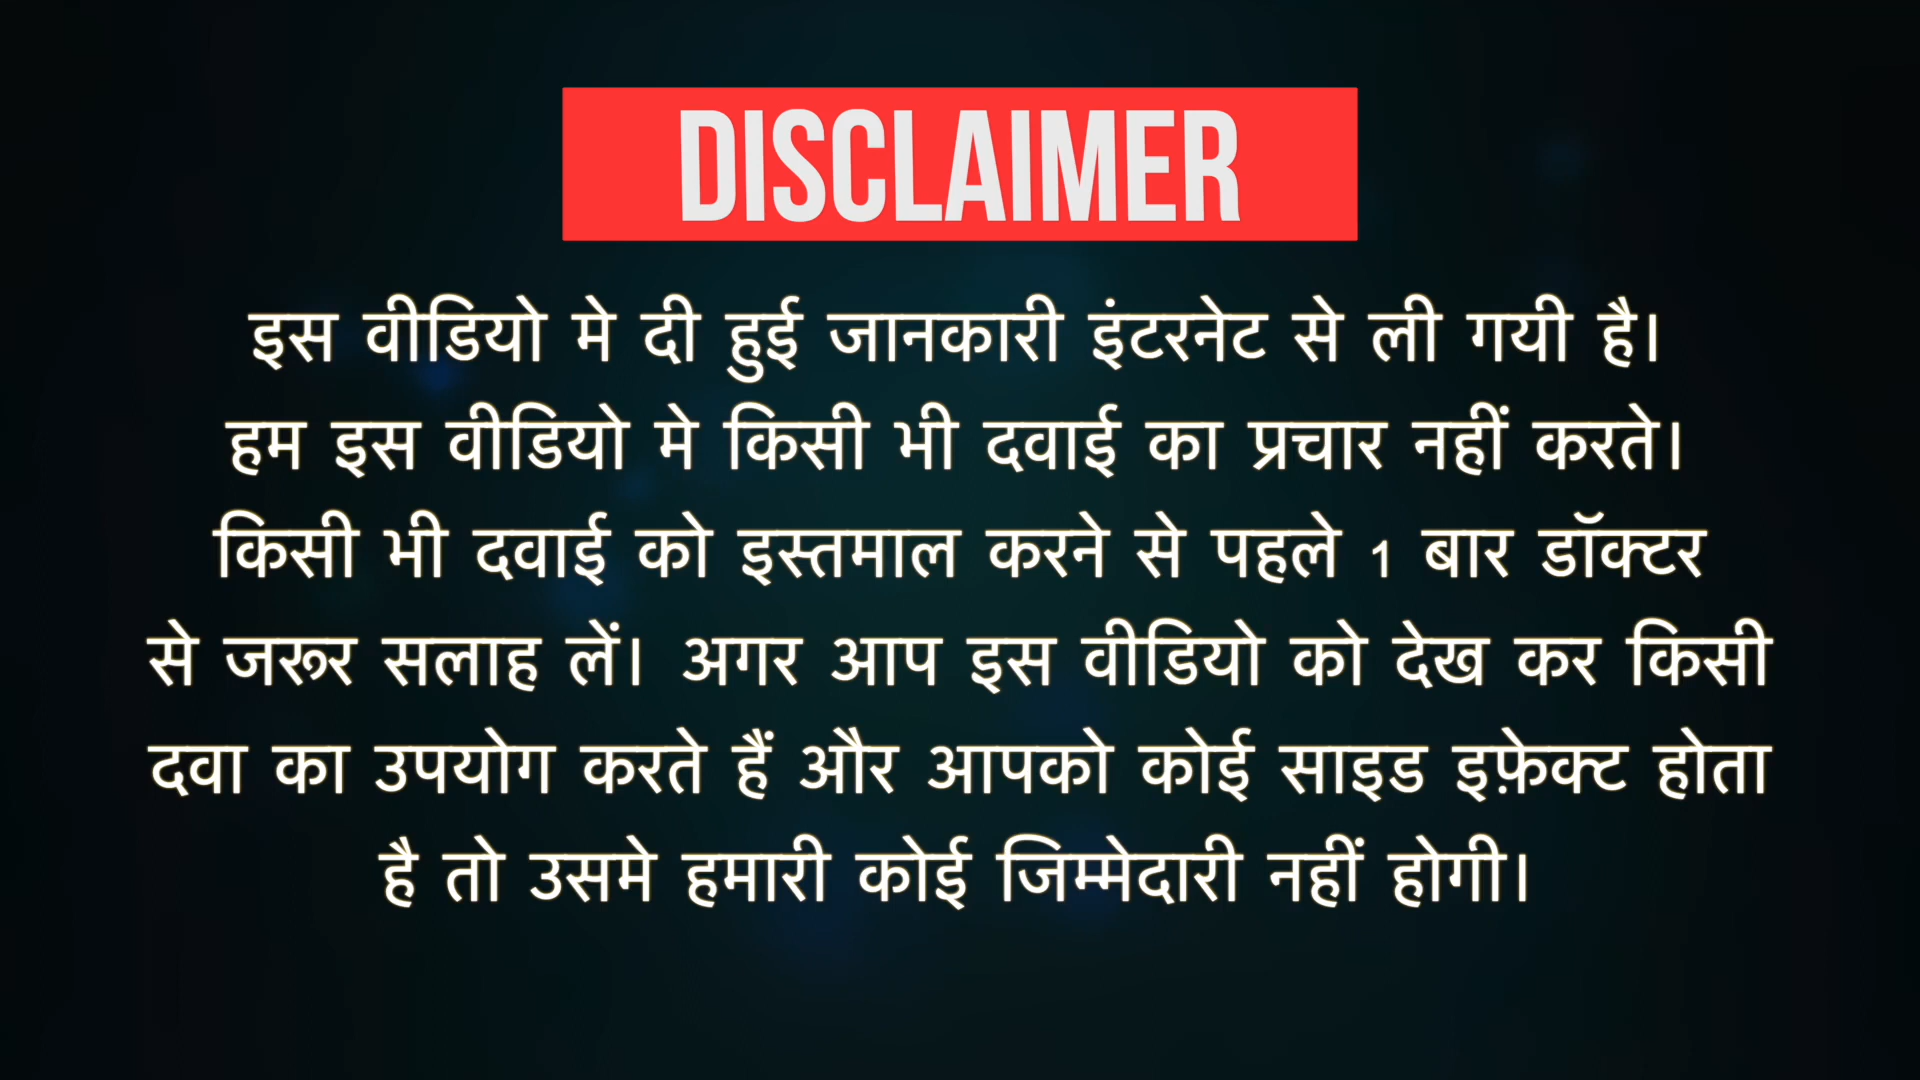 DISCLAIMER
इस वीडियो मे दी हुई जानकारी इंटरनेट से ली गयी है।
हम इस वीडियो मे किसी भी दवाई का प्रचार नहीं करते।
किसी भी दवाई को इस्तमाल करने से पहले 1 बार डॉक्टर
से जरूर सलाह लें। अगर आप इस वीडियो को देख कर किसी
दवा का उपयोग करते हैं और आपको कोई साइड इफ़ेक्ट होता
है तो उसमे हमारी कोई जिम्मेदारी नहीं होगी।